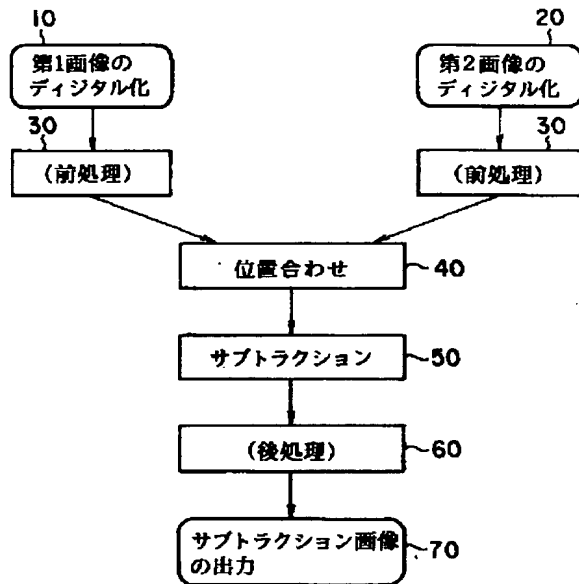 10
20
第1画像の
ディジタル化
第2画像の
ディジタル化
30
30
(前処理)
(前処理)
位置合わせ
40
サブトラクション
50
(後処理)
60
サブトラクション画像
の出力
70